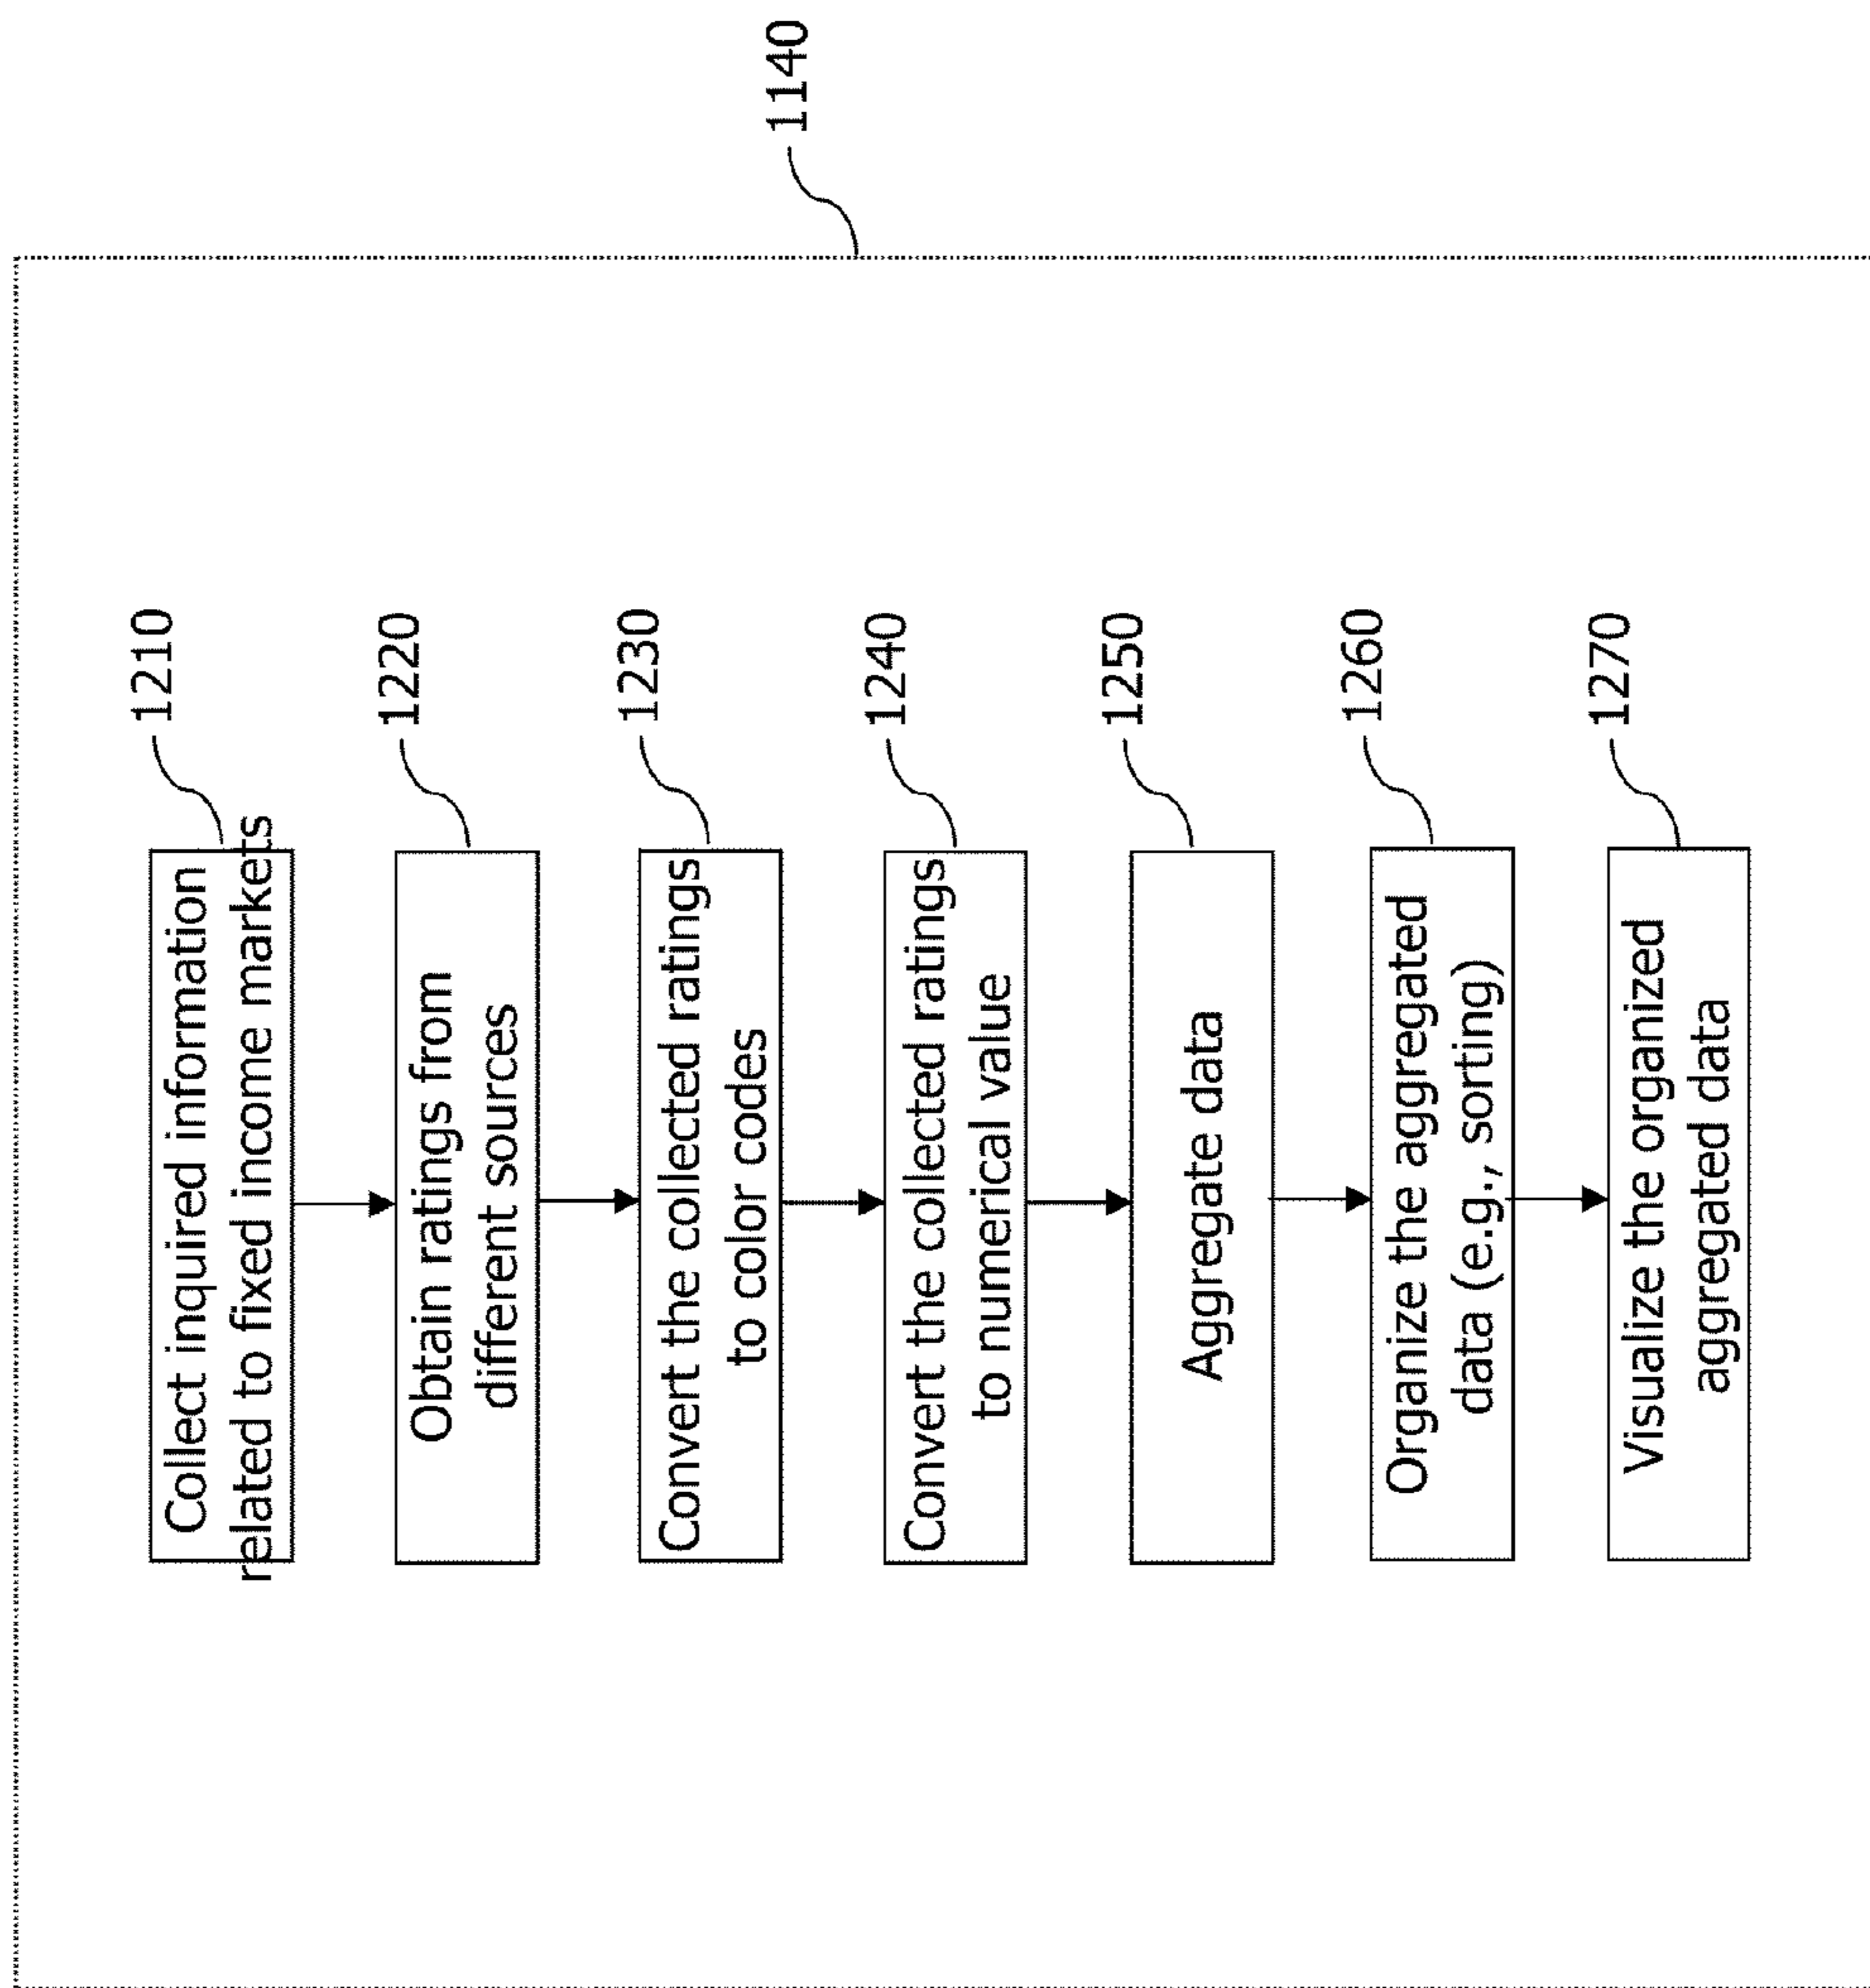 1140
1210
Collect inquired information
related to fixed income markets
1220
Obtain ratings from
different sources
1230
Convert the collected ratings
to color codes
1240
Convert the collected ratings
to numerical value
1250
Aggregate data
1260
Organize the aggregated
data (e.g., sorting)
1270
Visualize the organized
aggregated data